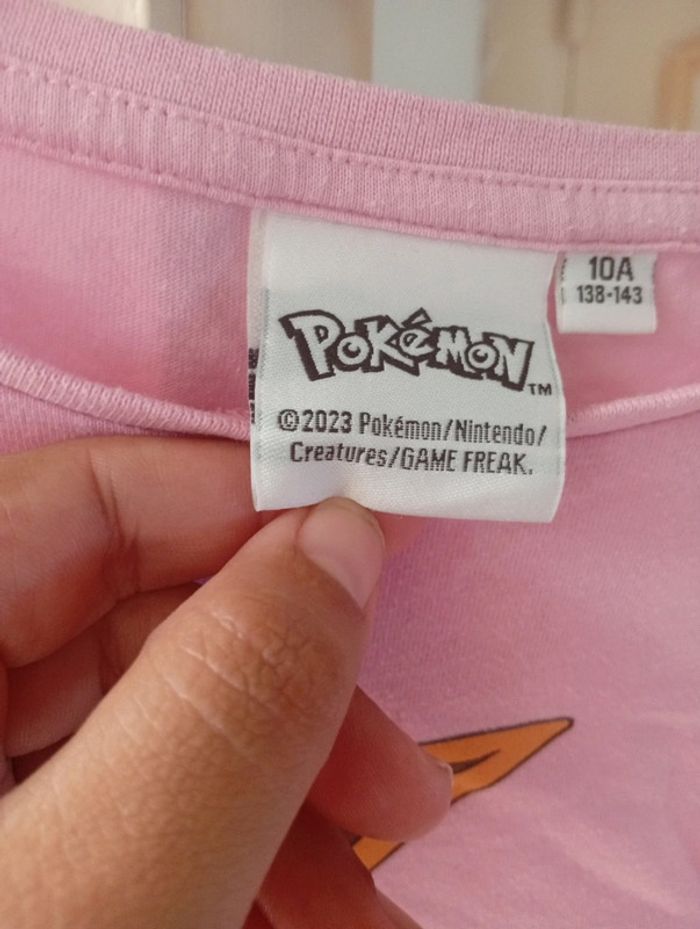 POKéMON
TM
©2023 Pokémon/Nintendo/
Creatures/GAME FREAK.
10A
138-143